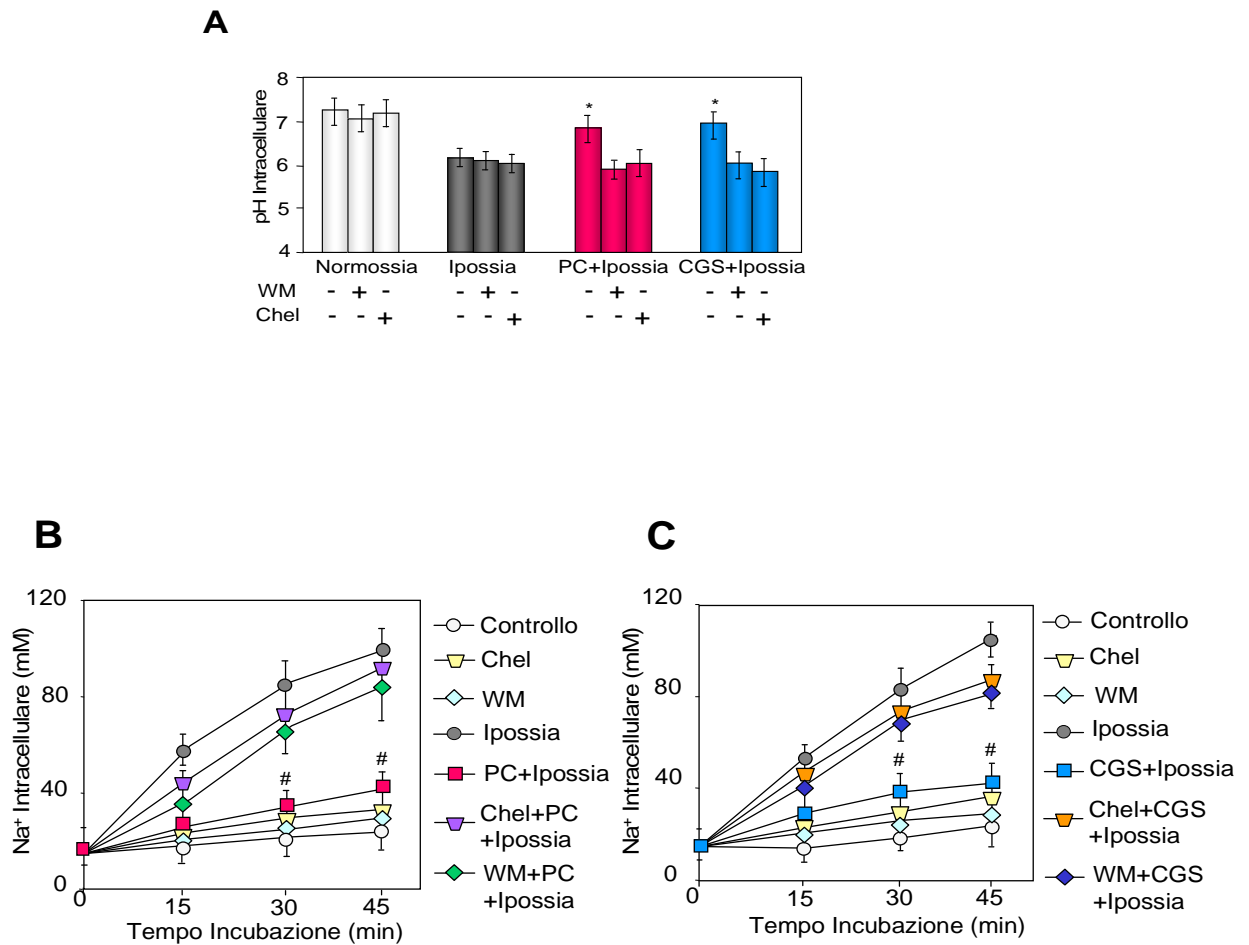 A
pH Intracellulare
8
7
6
5
4
* *
Normossia Ipossia PC+Ipossia CGS+Ipossia
WM - + - - + - - + - - + -
Chel - - + - - + - - + - - +
B
Na⁺ Intracellulare (mM)
120
80
40
0
# #
0 15 30 45
Tempo Incubazione (min)
Controllo
Chel
WM
Ipossia
PC+Ipossia
Chel+PC
+Ipossia
WM+PC
+Ipossia
C
Na⁺ Intracellulare (mM)
120
80
40
0
# #
0 15 30 45
Tempo Incubazione (min)
Controllo
Chel
WM
Ipossia
CGS+Ipossia
Chel+CGS
+Ipossia
WM+CGS
+Ipossia